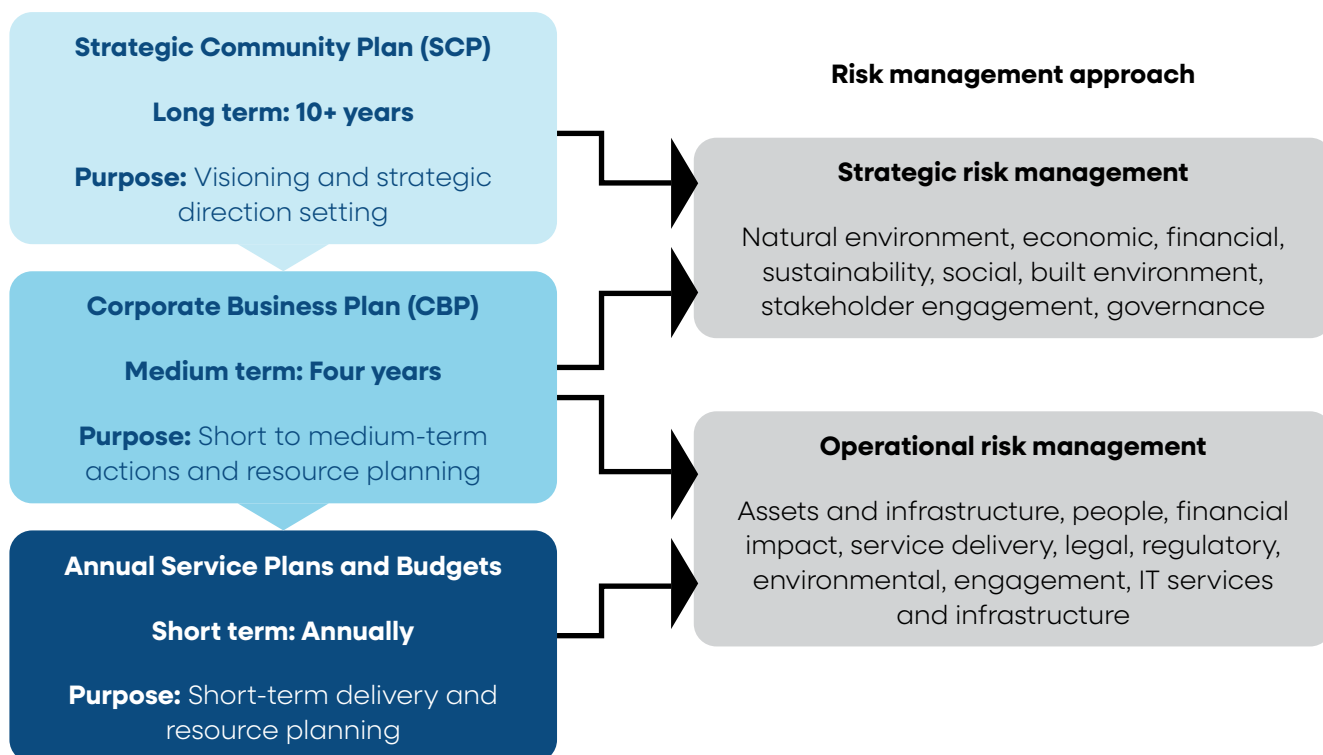 Strategic Community Plan (SCP)
Long term: 10+ years
Purpose: Visioning and strategic
direction setting
Corporate Business Plan (CBP)
Medium term: Four years
Purpose: Short to medium-term
actions and resource planning
Annual Service Plans and Budgets
Short term: Annually
Purpose: Short-term delivery and
resource planning
Risk management approach
Strategic risk management
Natural environment, economic, financial,
sustainability, social, built environment,
stakeholder engagement, governance
Operational risk management
Assets and infrastructure, people, financial
impact, service delivery, legal, regulatory,
environmental, engagement, IT services
and infrastructure